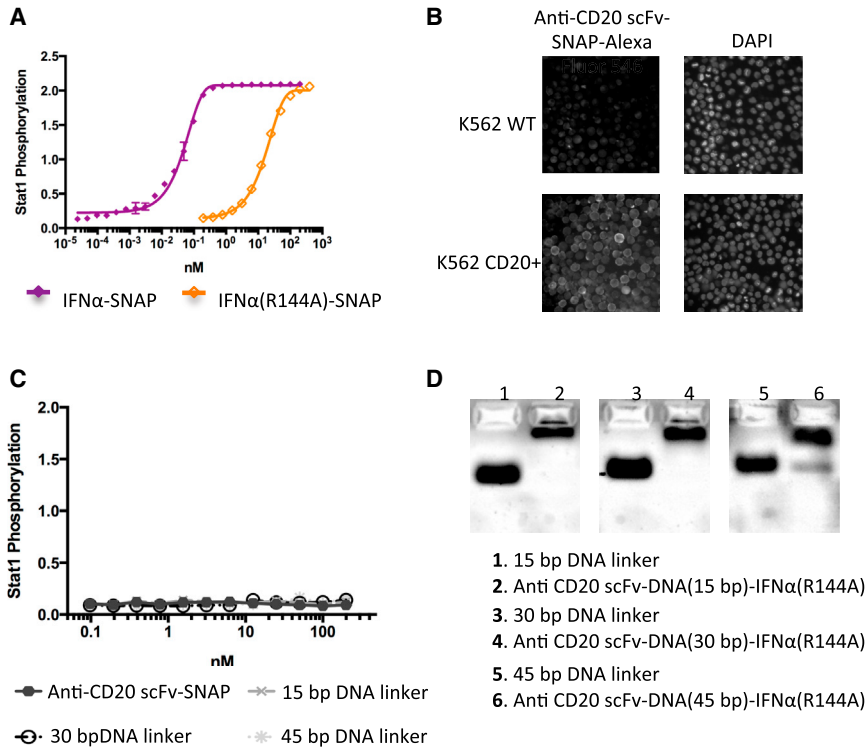 A
2.5
2.0
1.5
1.0
0.5
0.0
Stat1 Phosphorylation
10-5 10-4 10-3 10-2 10-1 100 101 102 103
nM
IFNα-SNAP IFNα(R144A)-SNAP
B
Anti-CD20 scFv-
SNAP-Alexa
Fluor 546
DAPI
K562 WT
K562 CD20+
C
2.0
1.5
1.0
0.5
0.0
Stat1 Phosphorylation
0.1 1 10 100
nM
Anti-CD20 scFv-SNAP 15 bp DNA linker
30 bpDNA linker 45 bp DNA linker
D
1 2 3 4 5 6
1. 15 bp DNA linker
2. Anti CD20 scFv-DNA(15 bp)-IFNα(R144A)
3. 30 bp DNA linker
4. Anti CD20 scFv-DNA(30 bp)-IFNα(R144A)
5. 45 bp DNA linker
6. Anti CD20 scFv-DNA(45 bp)-IFNα(R144A)